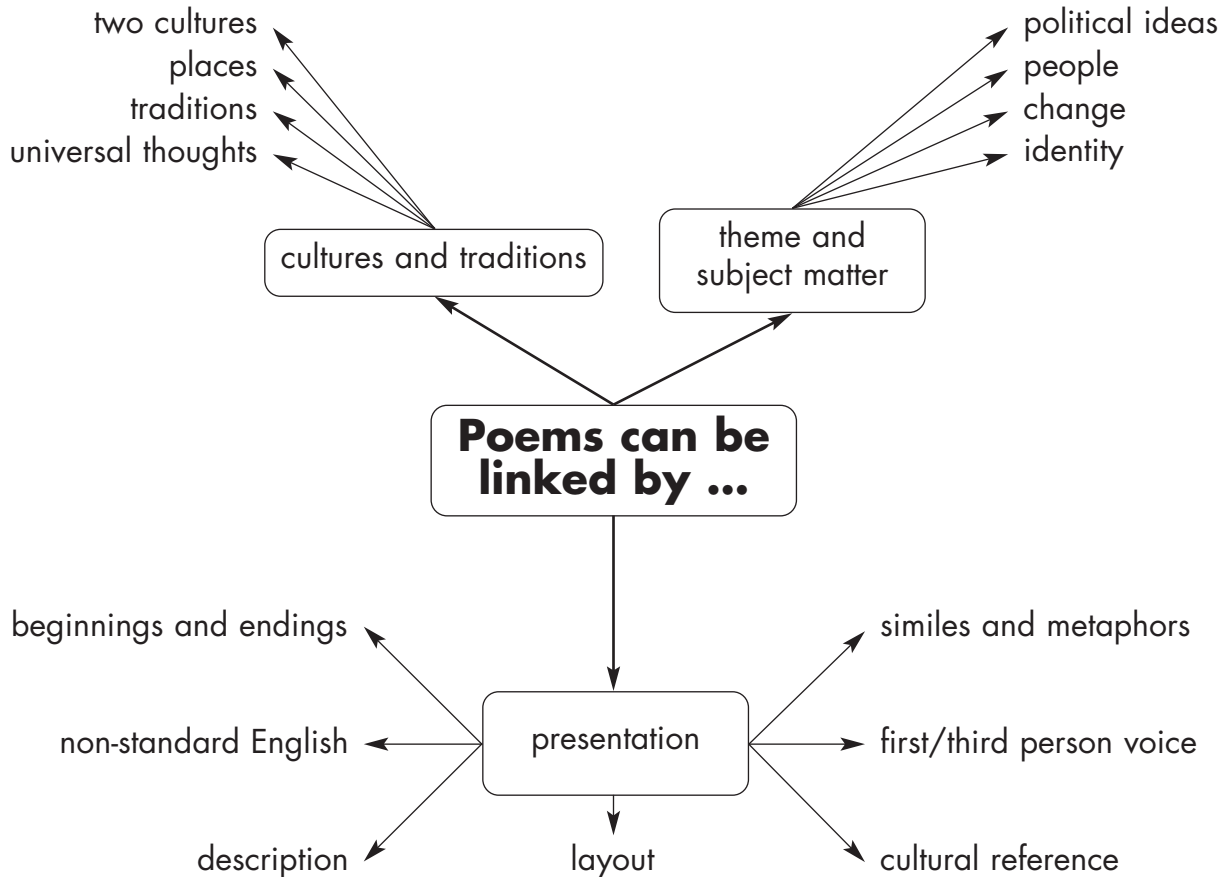 two cultures
places
traditions
universal thoughts
political ideas
people
change
identity
cultures and traditions
theme and
subject matter
Poems can be
linked by ...
beginnings and endings
non-standard English
description
presentation
layout
similes and metaphors
first/third person voice
cultural reference